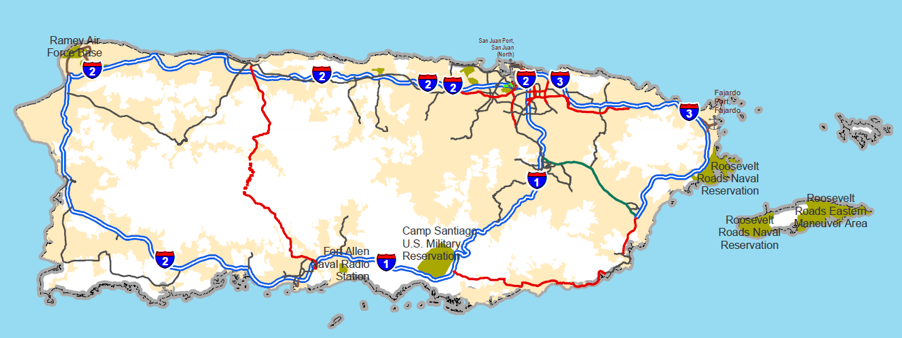 Ramey Air
Force Base
2
2
2
2
San Juan Port,
San Juan
(North)
2
3
3
Fajardo
Port,
Fajardo
Roosevelt
Roads Naval
Reservation
1
Roosevelt
Roads Eastern
Maneuver Area
Roosevelt
Roads Naval
Reservation
Camp Santiago
U.S. Military
Reservation
Fort Allen
Naval Radio
Station
2
1